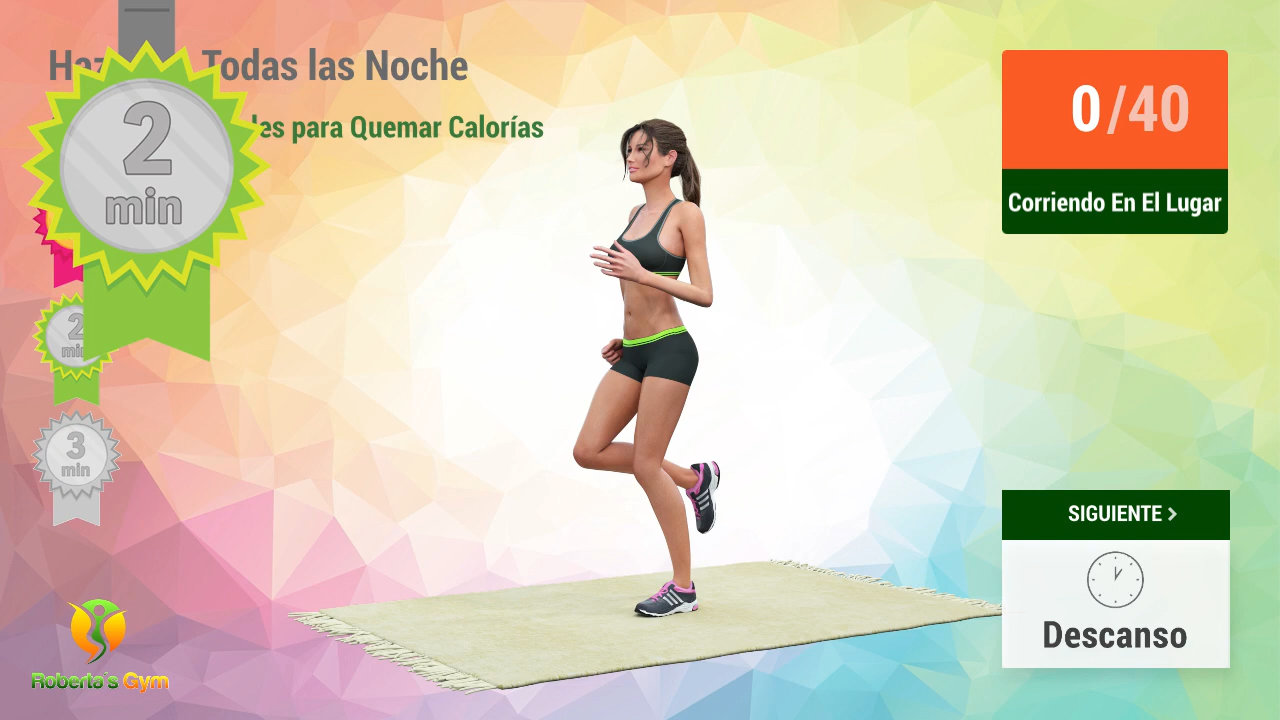 Todas las Noche
para Quemar Calorías
2
min
2
3
min
0/40
Corriendo En El Lugar
SIGUIENTE >
Descanso
Roberta's Gym